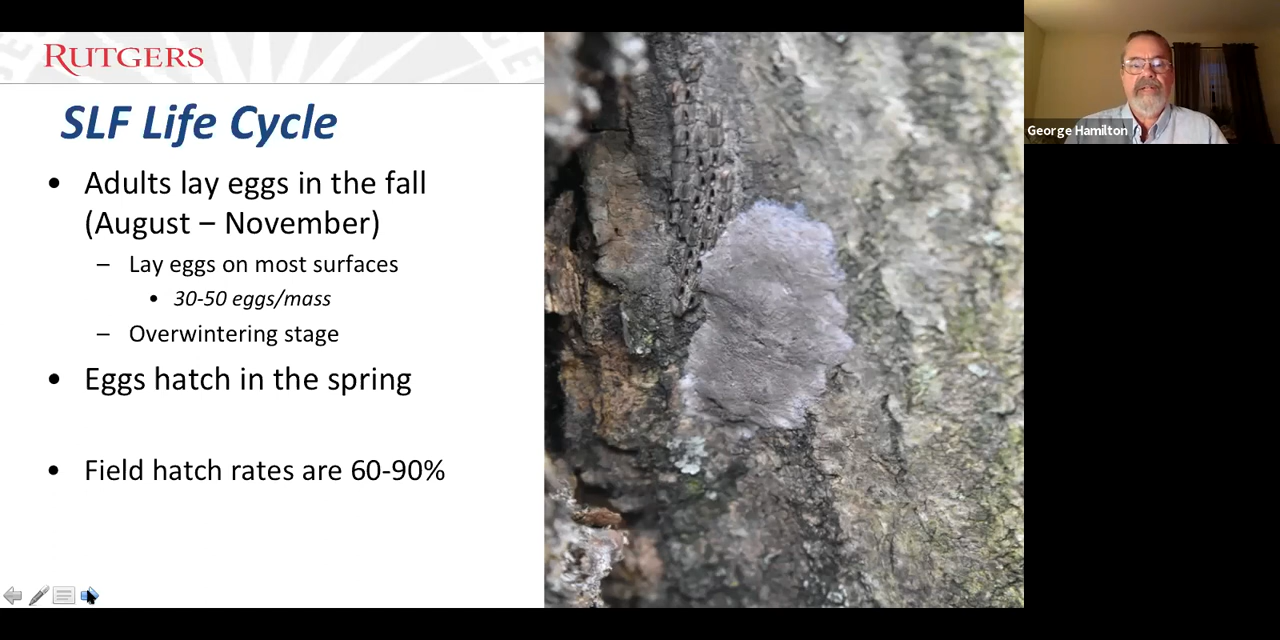 RUTGERS
SLF Life Cycle
• Adults lay eggs in the fall
(August – November)
– Lay eggs on most surfaces
• 30-50 eggs/mass
– Overwintering stage
• Eggs hatch in the spring
• Field hatch rates are 60-90%
George Hamilton